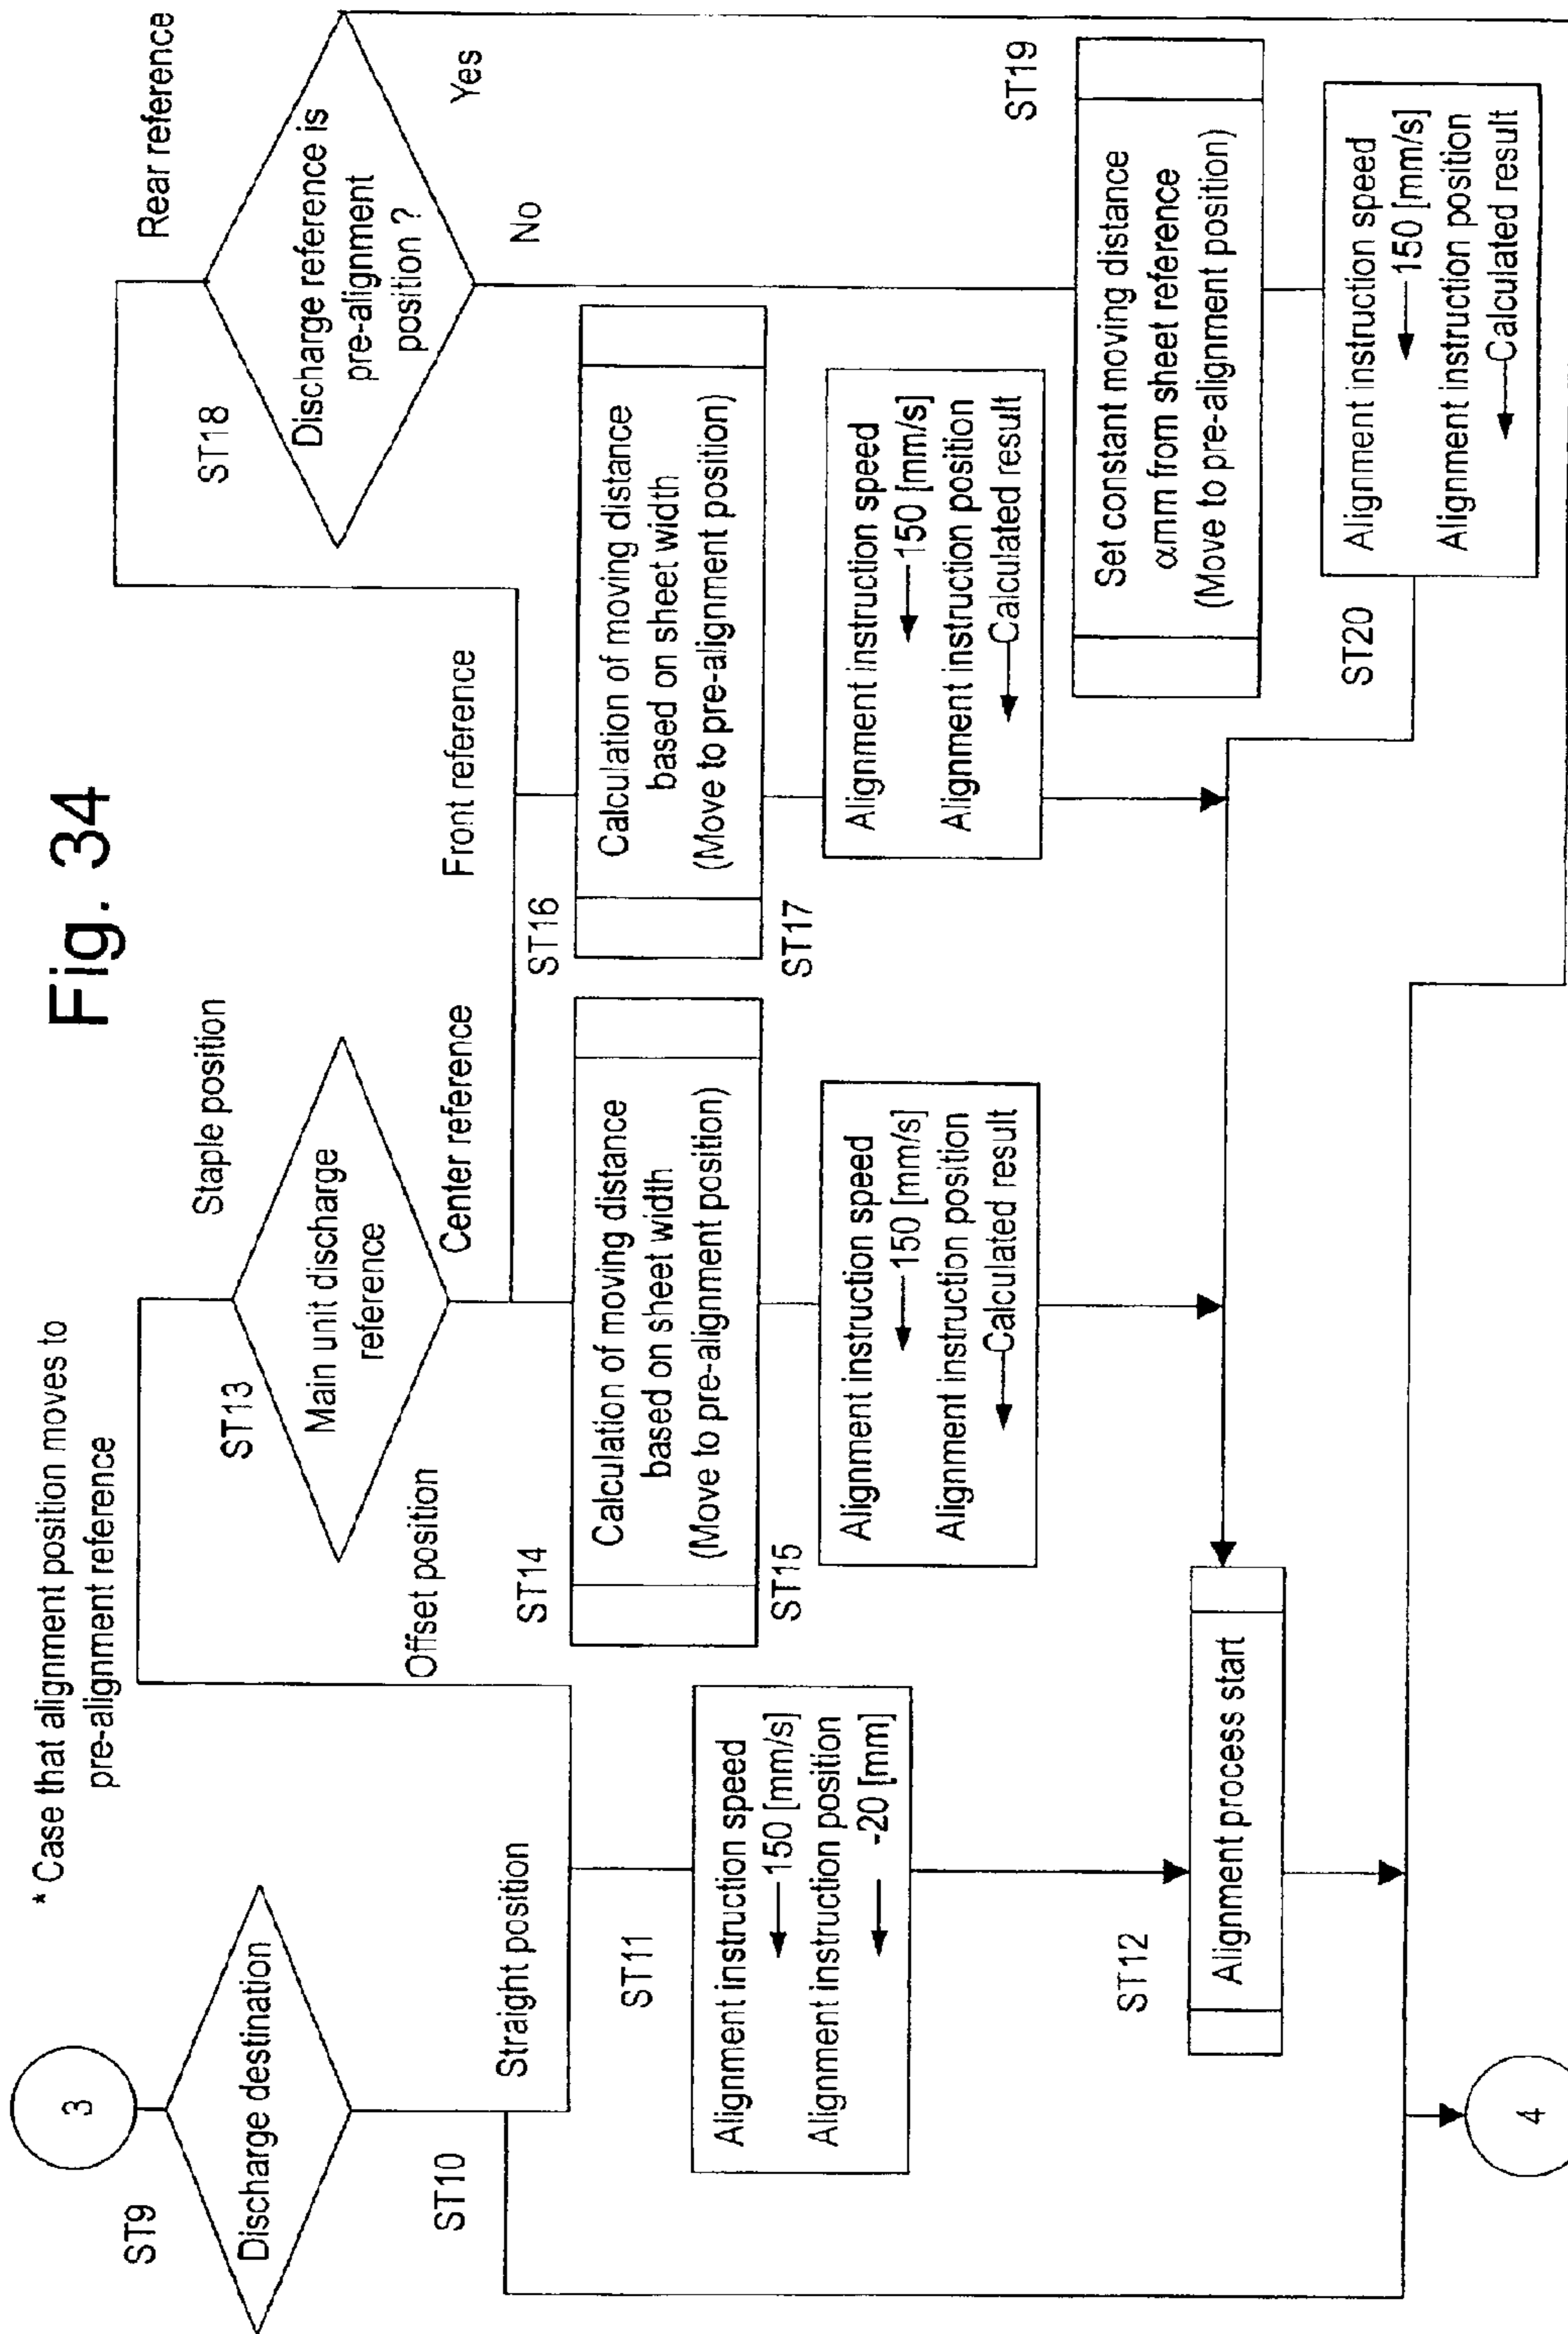 Fig. 34
* Case that alignment position moves to
pre-alignment reference
3
ST9
Discharge destination
ST10
Straight position
Offset position
Staple position
ST11
Alignment instruction speed
150 [mm/s]
Alignment instruction position
-20 [mm]
ST12
Alignment process start
ST13
Main unit discharge
reference
Center reference
Front reference
Rear reference
ST14
Calculation of moving distance
based on sheet width
(Move to pre-alignment position)
ST15
Alignment instruction speed
150 [mm/s]
Alignment instruction position
Calculated result
ST16
Calculation of moving distance
based on sheet width
(Move to pre-alignment position)
ST17
Alignment instruction speed
150 [mm/s]
Alignment instruction position
Calculated result
ST18
Discharge reference is
pre-alignment
position ?
Yes
No
ST19
Set constant moving distance
αmm from sheet reference
(Move to pre-alignment position)
ST20
Alignment instruction speed
150 [mm/s]
Alignment instruction position
Calculated result
4